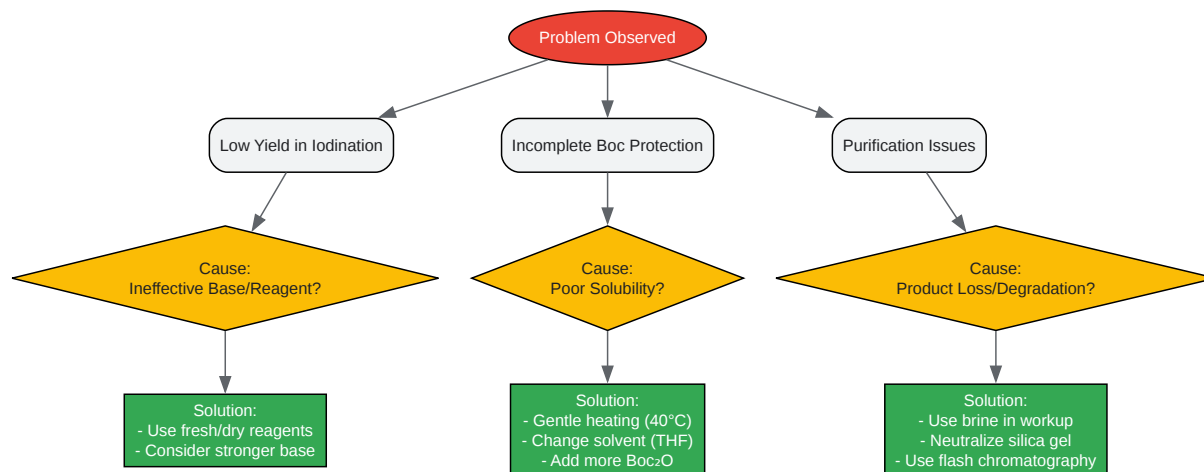 Problem Observed
Low Yield in Iodination
Incomplete Boc Protection
Purification Issues
Cause:
Ineffective Base/Reagent?
Cause:
Poor Solubility?
Cause:
Product Loss/Degradation?
Solution:
- Use fresh/dry reagents
- Consider stronger base
Solution:
- Gentle heating (40°C)
- Change solvent (THF)
- Add more Boc₂O
Solution:
- Use brine in workup
- Neutralize silica gel
- Use flash chromatography